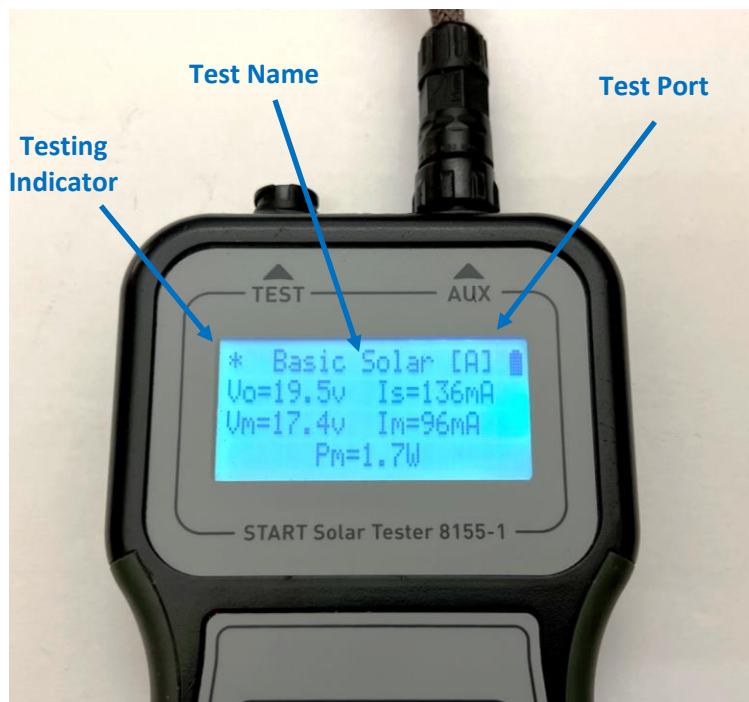 Test Name
Test Port
Testing
Indicator
TEST
AUX
* Basic Solar [A]
Vo=19.5v Is=136mA
Vm=17.4v Im=96mA
Pm=1.7W
START Solar Tester 8155-1